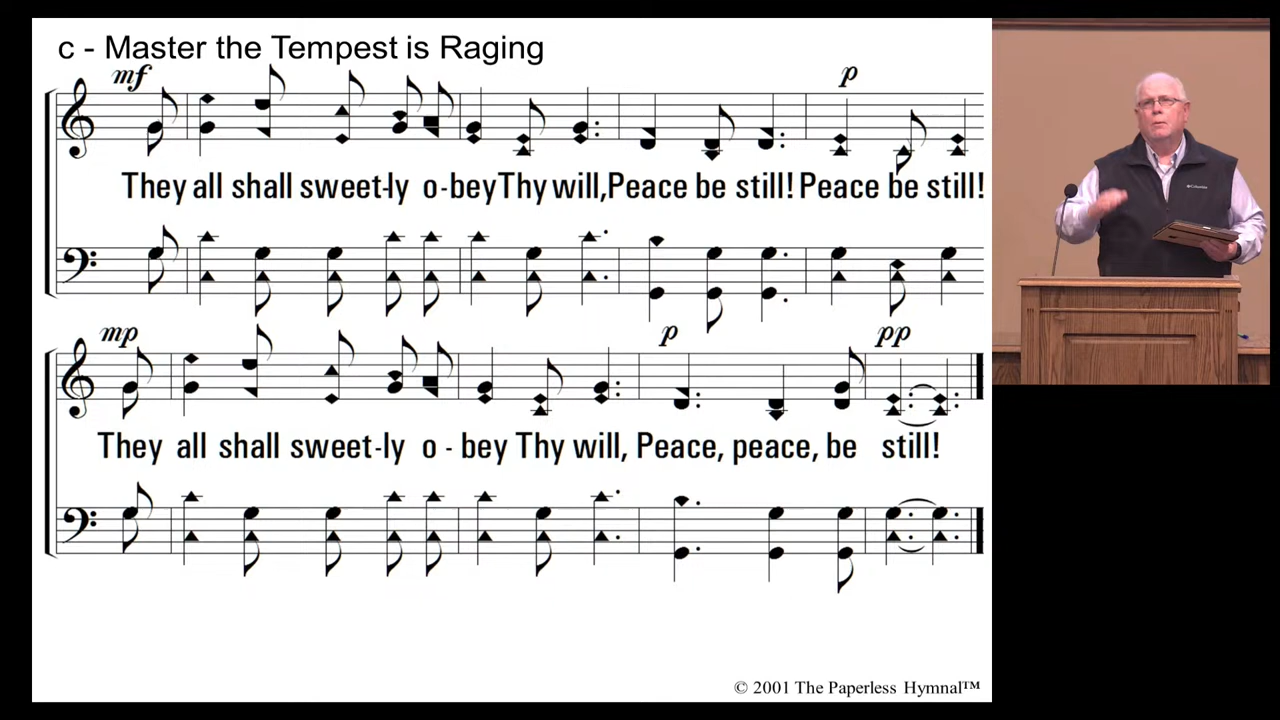 c - Master the Tempest is Raging
mf
p
They all shall sweet-ly o-bey Thy will, Peace be still! Peace be still!
mp
p
pp
They all shall sweet-ly o - bey Thy will, Peace, peace, be still!
© 2001 The Paperless Hymnal™
Columbia